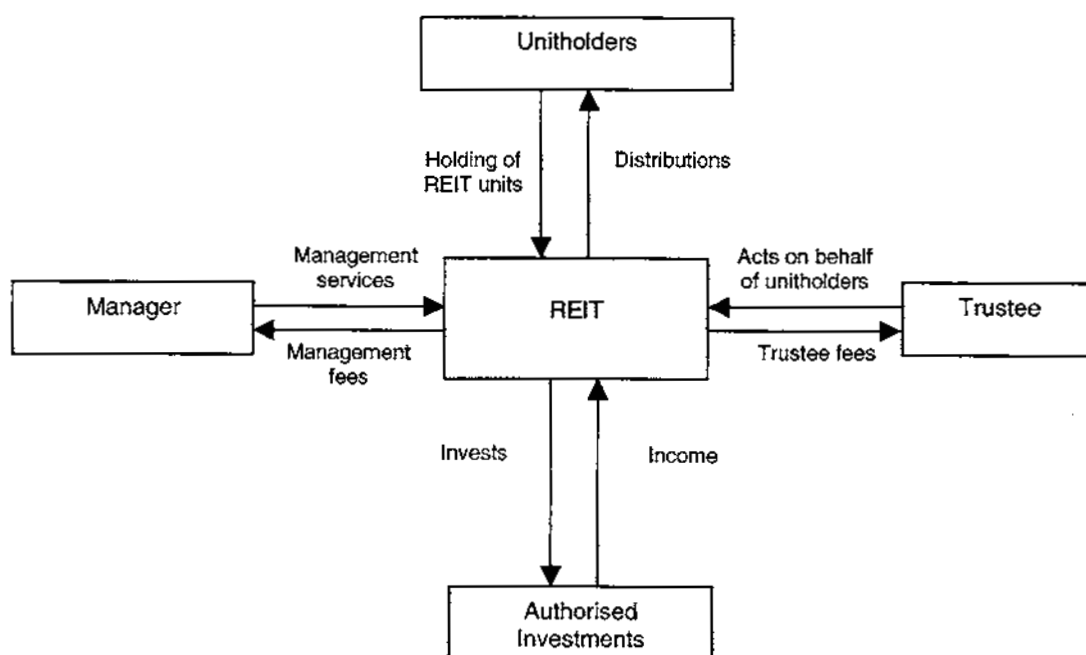 Unitholders
Holding of
REIT units
Distributions
Management
services
Acts on behalf
of unitholders
Manager
REIT
Trustee
Management
fees
Trustee fees
Invests
Income
Authorised
Investments